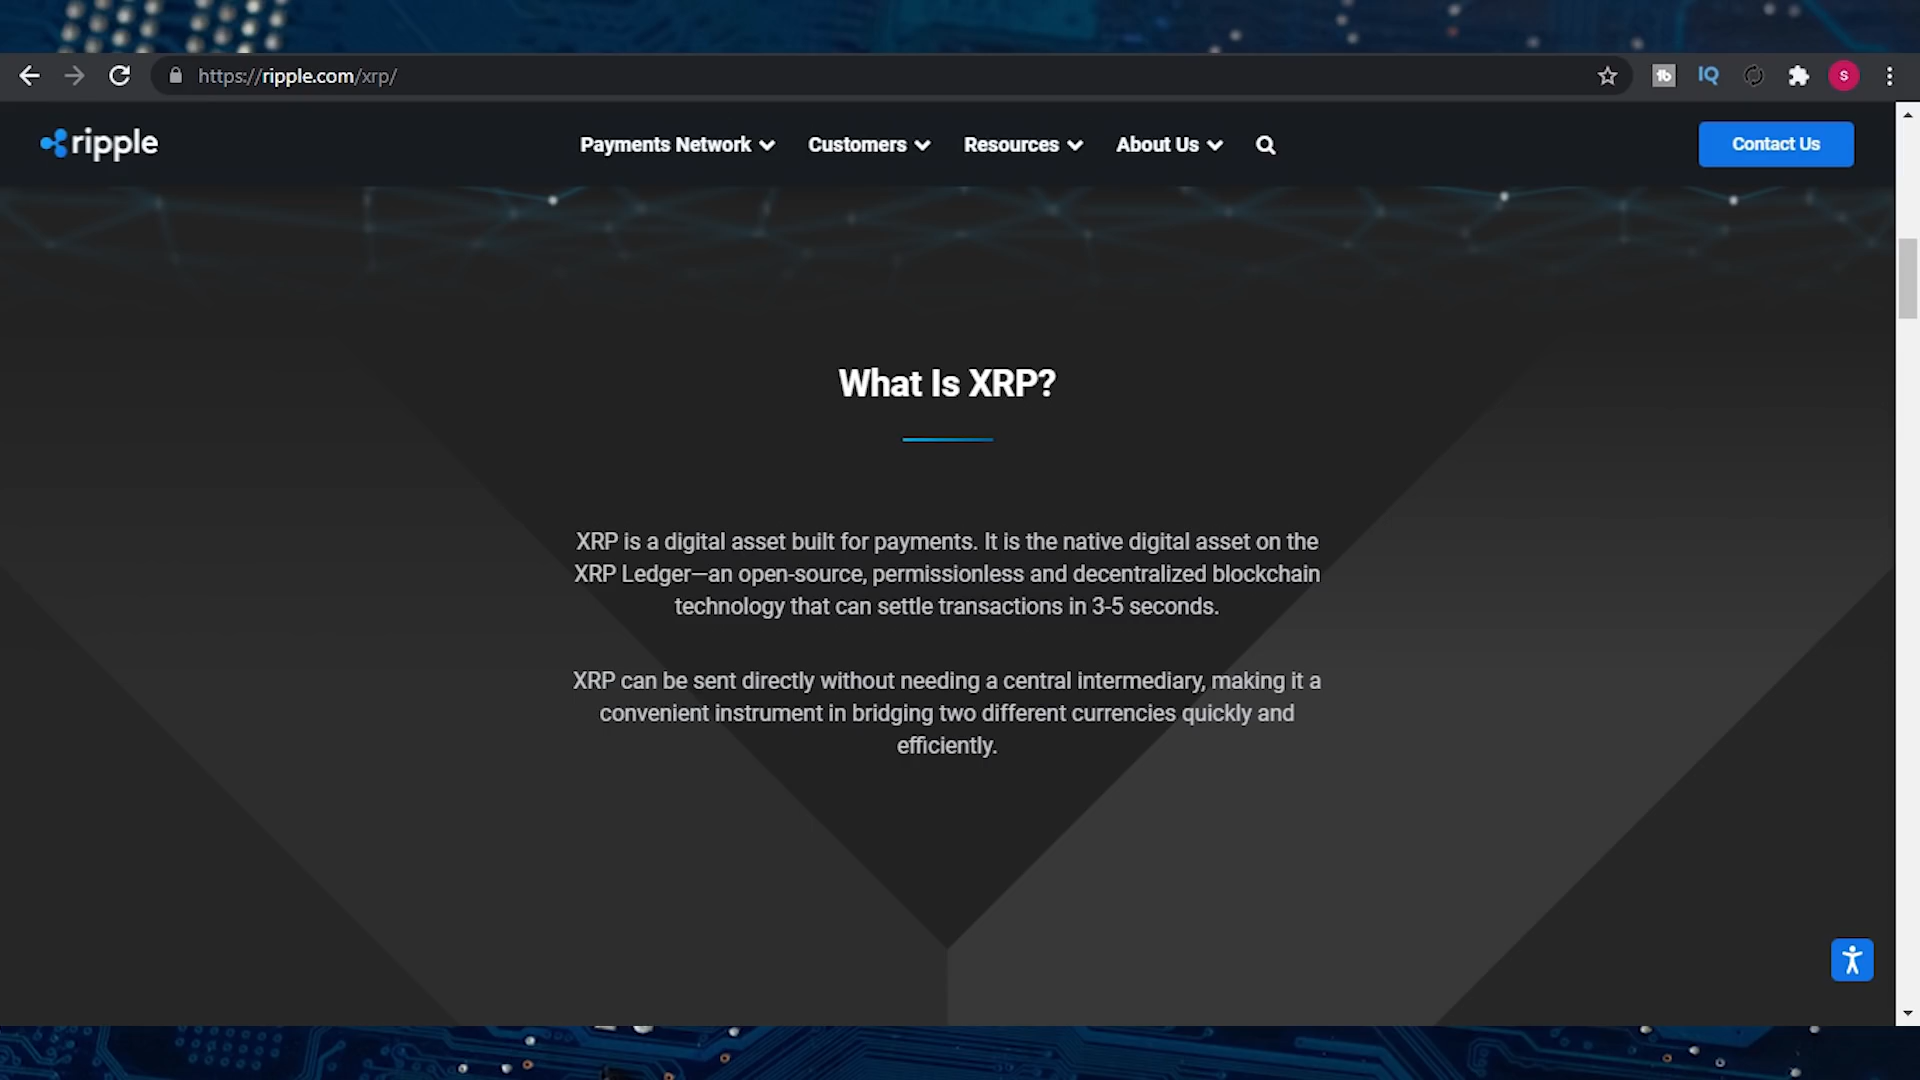 https://ripple.com/xrp/
tb
IQ
S
ripple
Payments Network
Customers
Resources
About Us
Contact Us
What Is XRP?
XRP is a digital asset built for payments. It is the native digital asset on the
XRP Ledger—an open-source, permissionless and decentralized blockchain
technology that can settle transactions in 3-5 seconds.
XRP can be sent directly without needing a central intermediary, making it a
convenient instrument in bridging two different currencies quickly and
efficiently.